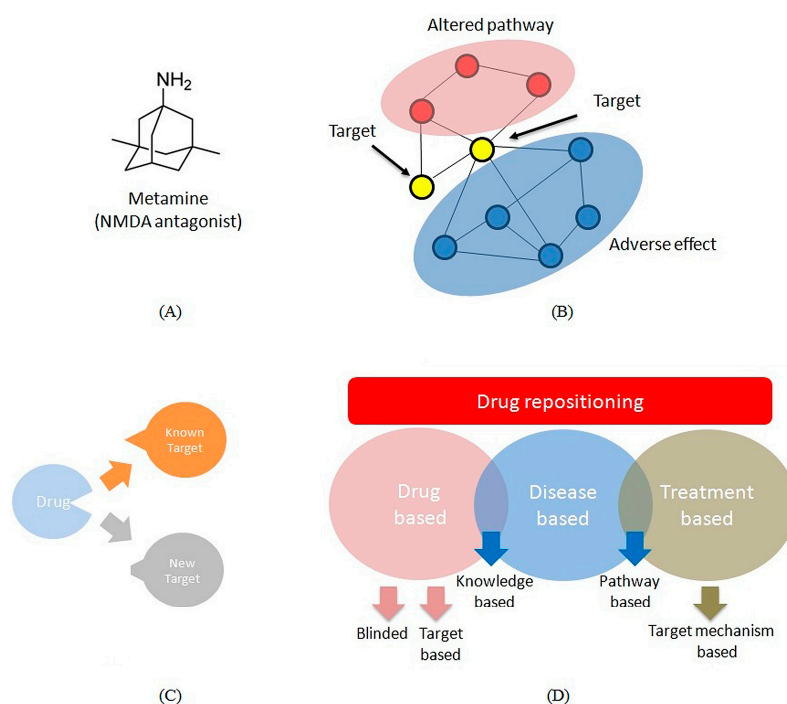 NH2
Metamine
(NMDA antagonist)
(A)
Altered pathway
Target
Target
Adverse effect
(B)
Drug
Known
Target
New
Target
(C)
Drug repositioning
Drug
based
Disease
based
Treatment
based
Knowledge
based
Pathway
based
Blinded
Target
based
Target mechanism
based
(D)